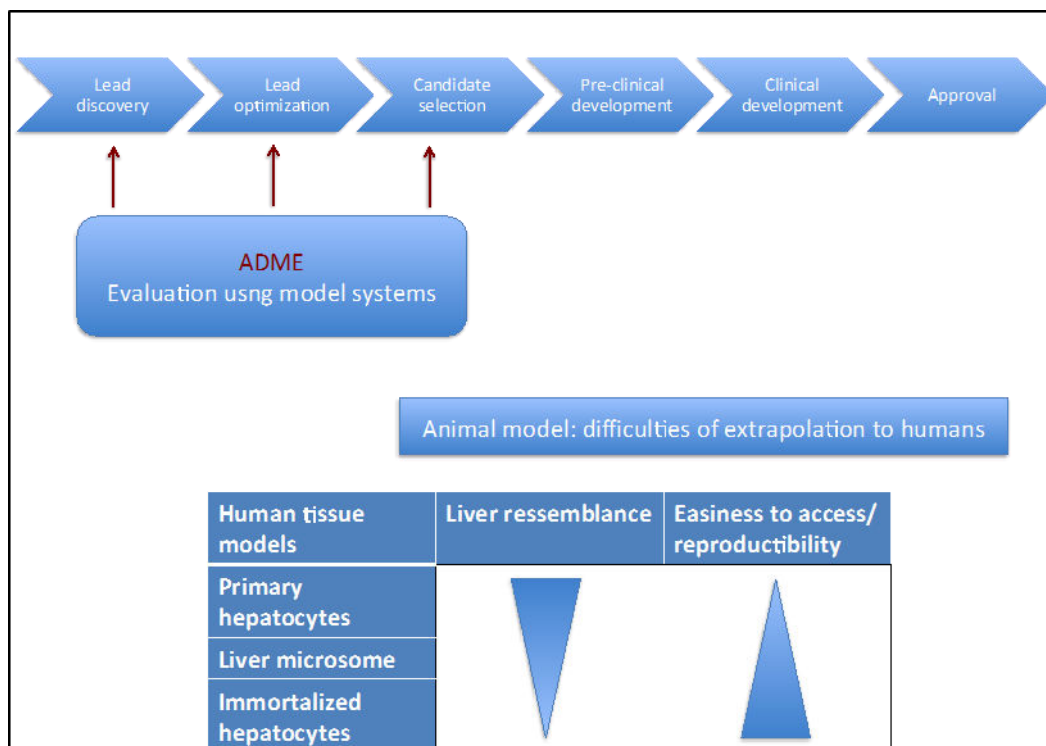 Lead
discovery
Lead
optimization
Candidate
selection
Pre-clinical
development
Clinical
development
Approval
ADME
Evaluation usng model systems
Animal model: difficulties of extrapolation to humans
Human tissue
models
Liver ressemblance
Easiness to access/
reproductibility
Primary
hepatocytes
Liver microsome
Immortalized
hepatocytes